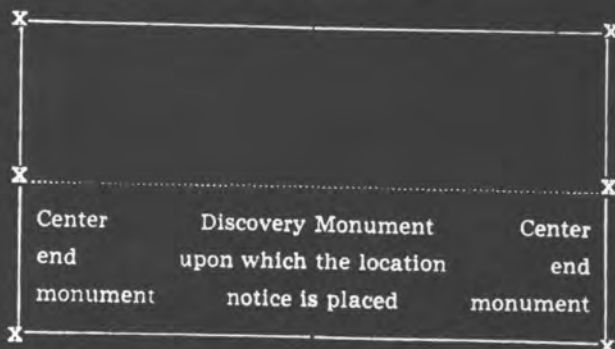 X
X
X
X
Center
end
monument
Discovery Monument
upon which the location
notice is placed
Center
end
monument
X
X